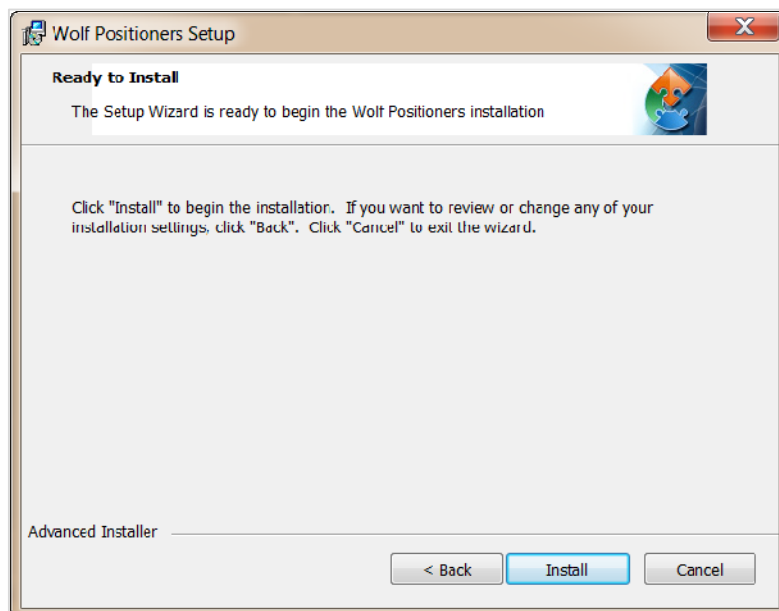 Wolf Positioners Setup
X
Ready to Install
The Setup Wizard is ready to begin the Wolf Positioners installation
Click "Install" to begin the installation. If you want to review or change any of your
installation settings, click "Back". Click "Cancel" to exit the wizard.
Advanced Installer
< Back Install Cancel